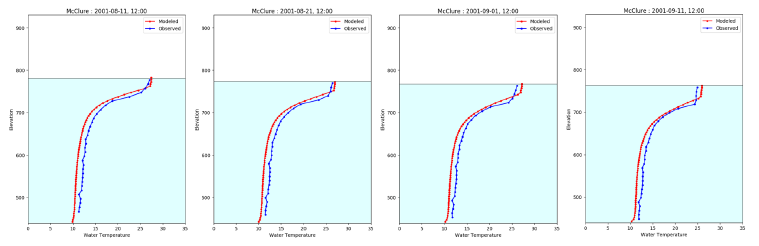 McClure : 2001-08-11, 12:00
Modeled
Observed
900
800
700
600
500
Elevation
0 5 10 15 20 25 30 35
Water Temperature
McClure : 2001-08-21, 12:00
Modeled
Observed
900
800
700
600
500
Elevation
0 5 10 15 20 25 30 35
Water Temperature
McClure : 2001-09-01, 12:00
Modeled
Observed
900
800
700
600
500
Elevation
0 5 10 15 20 25 30 35
Water Temperature
McClure : 2001-09-11, 12:00
Modeled
Observed
900
800
700
600
500
Elevation
0 5 10 15 20 25 30 35
Water Temperature